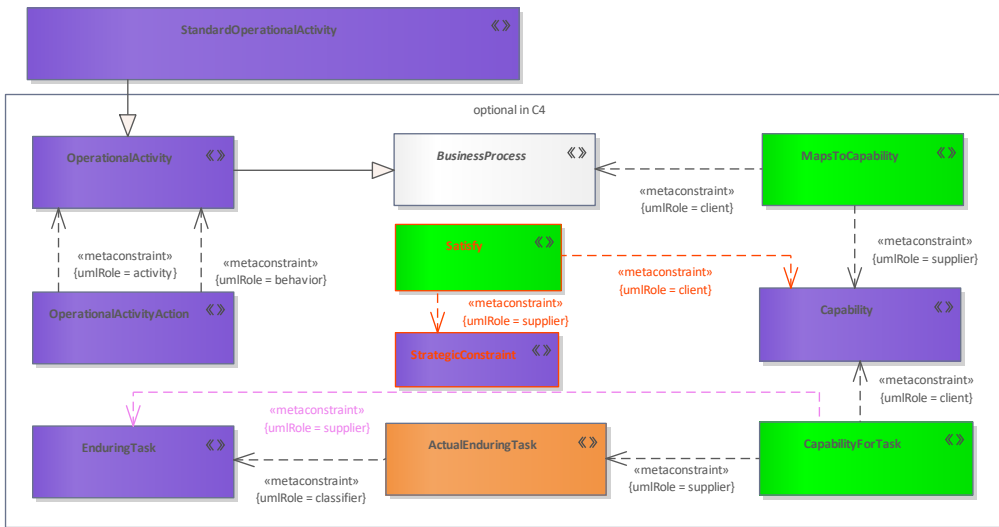 StandardOperationalActivity
«»
optional in C4
OperationalActivity
«»
BusinessProcess
«»
MapsToCapability
«»
«metaconstraint»
{umlRole = client}
«metaconstraint»
{umlRole = activity}
«metaconstraint»
{umlRole = behavior}
Satisfy
«»
«metaconstraint»
{umlRole = supplier}
«metaconstraint»
{umlRole = client}
«metaconstraint»
{umlRole = supplier}
OperationalActivityAction
«»
StrategicConstraint
«»
Capability
«»
«metaconstraint»
{umlRole = client}
«metaconstraint»
{umlRole = supplier}
EnduringTask
«»
ActualEnduringTask
«»
CapabilityForTask
«»
«metaconstraint»
{umlRole = classifier}
«metaconstraint»
{umlRole = supplier}